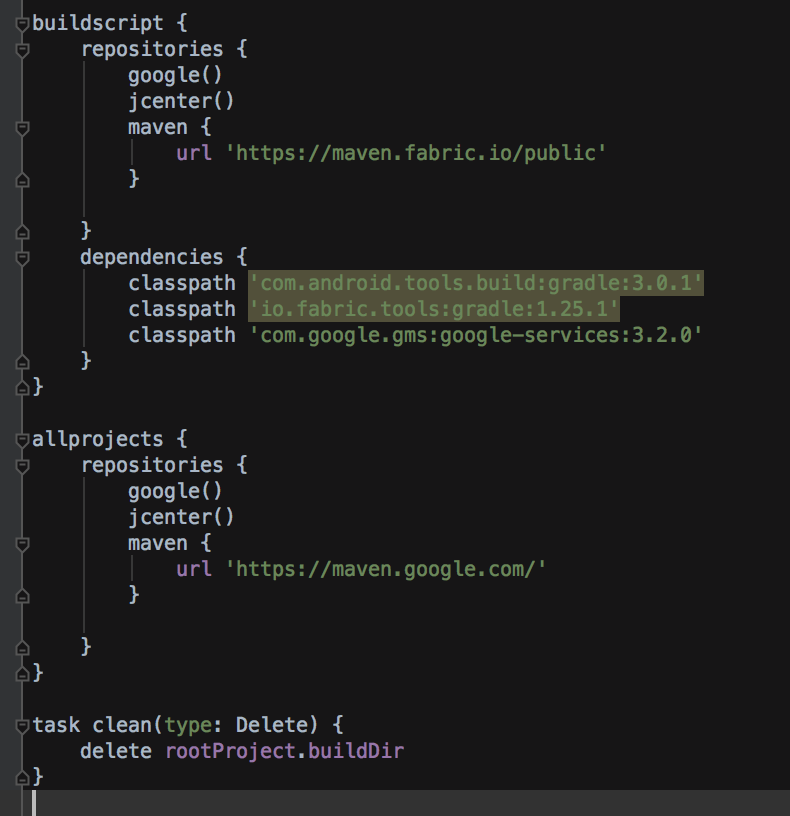 buildscript {
    repositories {
        google()
        jcenter()
        maven {
            url 'https://maven.fabric.io/public'
        }

    }
    dependencies {
        classpath 'com.android.tools.build:gradle:3.0.1'
        classpath 'io.fabric.tools:gradle:1.25.1'
        classpath 'com.google.gms:google-services:3.2.0'
    }
}

allprojects {
    repositories {
        google()
        jcenter()
        maven {
            url 'https://maven.google.com/'
        }

    }
}

task clean(type: Delete) {
    delete rootProject.buildDir
}